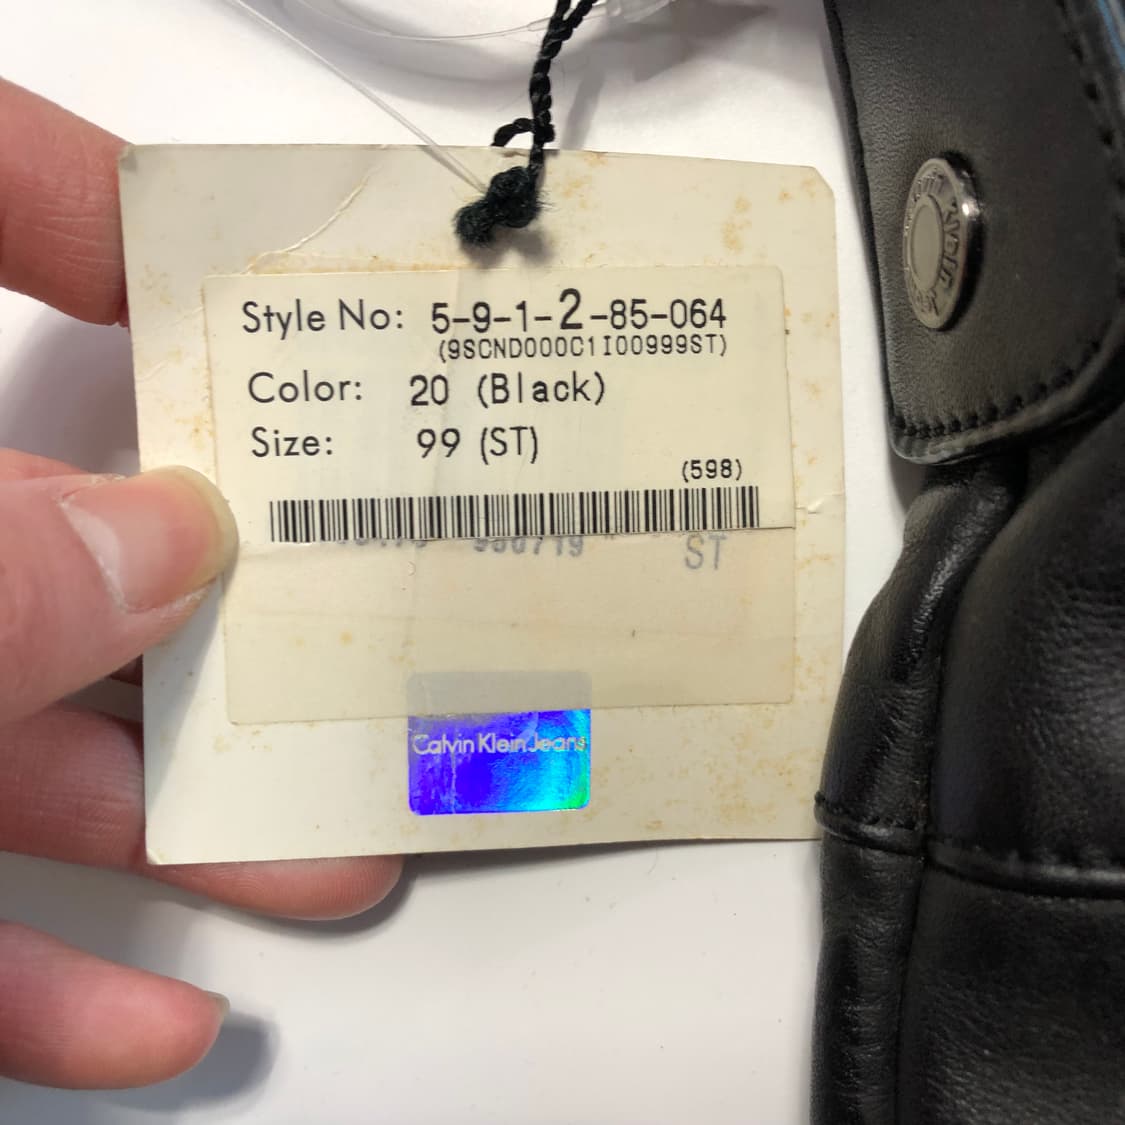 Style No: 5-9-1-2-85-064
(9SCND000C1I00999ST)
Color: 20 (Black)
Size: 99 (ST)
(598)
ST
Calvin Klein Jeans